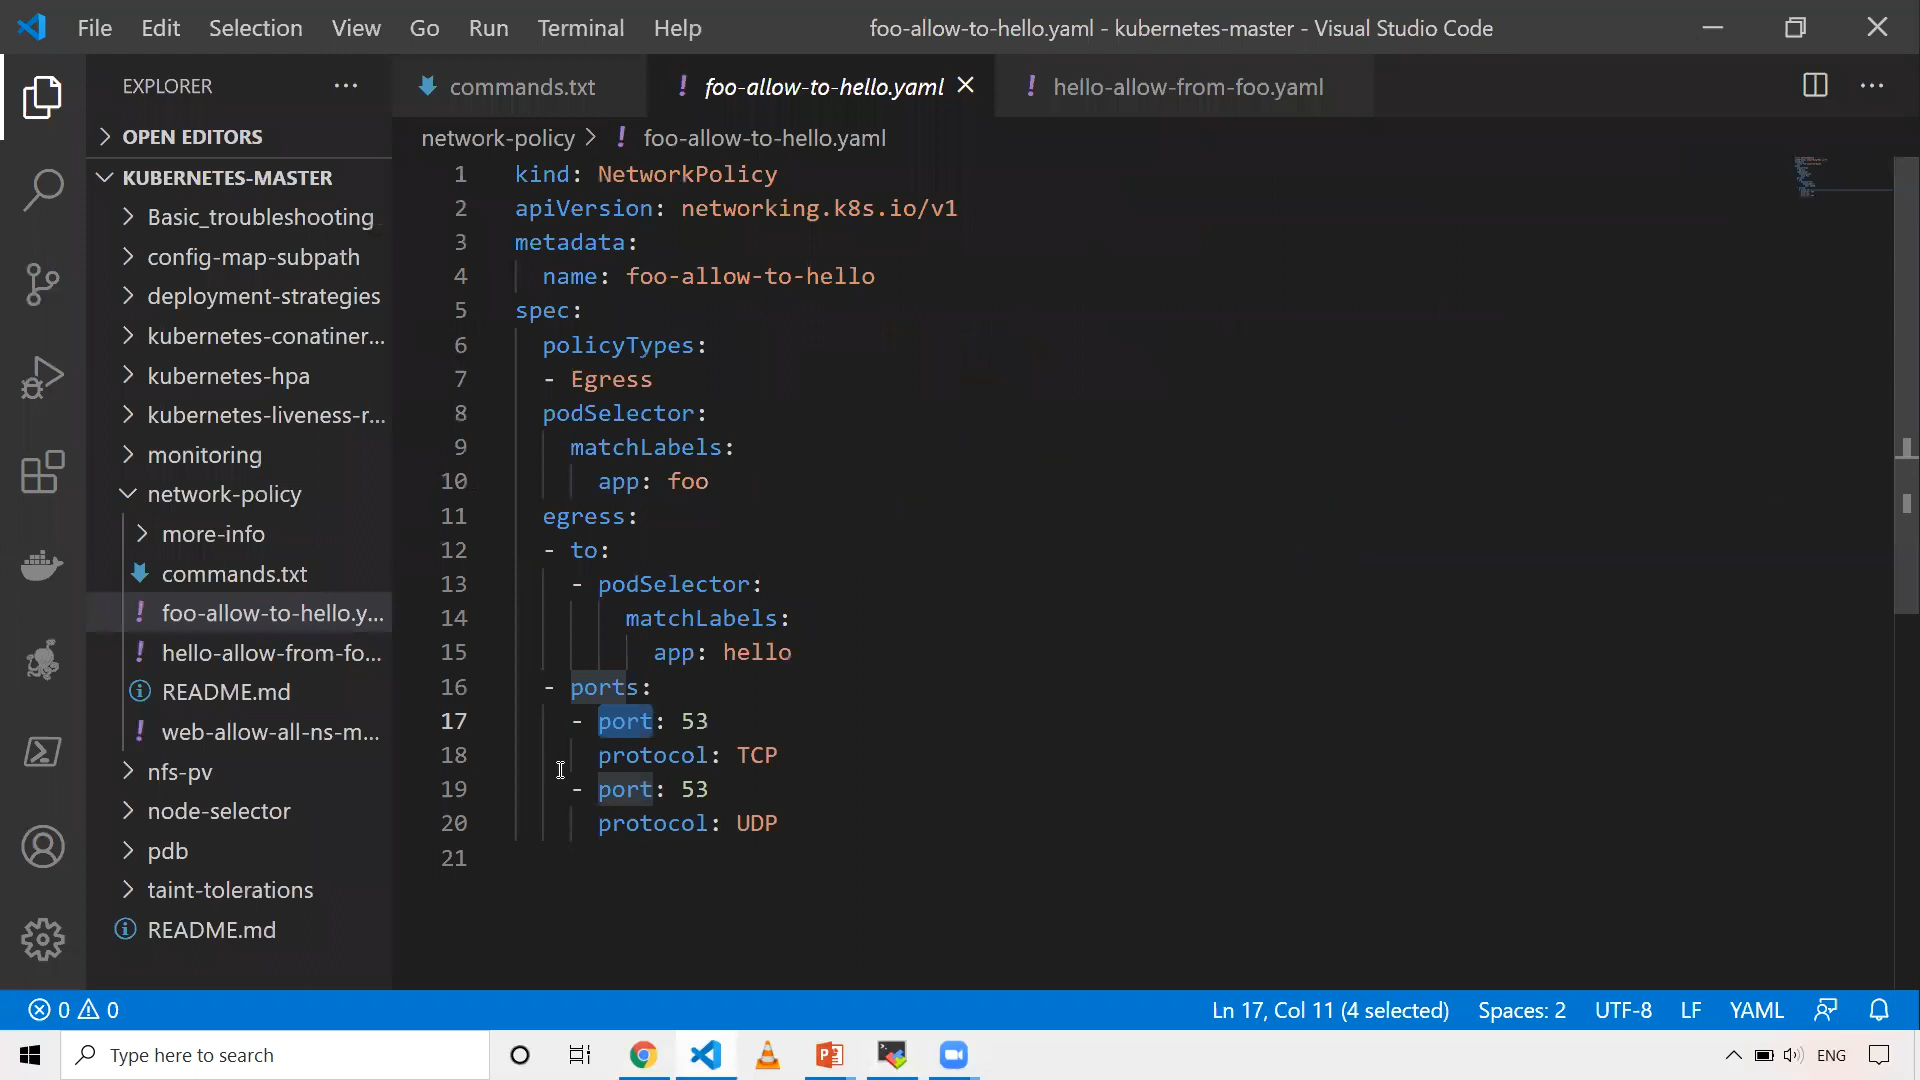 File Edit Selection View Go Run Terminal Help
foo-allow-to-hello.yaml - kubernetes-master - Visual Studio Code
EXPLORER
OPEN EDITORS
KUBERNETES-MASTER
Basic_troubleshooting
config-map-subpath
deployment-strategies
kubernetes-conatiner...
kubernetes-hpa
kubernetes-liveness-r...
monitoring
network-policy
more-info
commands.txt
foo-allow-to-hello.y...
hello-allow-from-fo...
README.md
web-allow-all-ns-m...
nfs-pv
node-selector
pdb
taint-tolerations
README.md
commands.txt
foo-allow-to-hello.yaml
hello-allow-from-foo.yaml
network-policy > ! foo-allow-to-hello.yaml
1 kind: NetworkPolicy
2 apiVersion: networking.k8s.io/v1
3 metadata:
4 name: foo-allow-to-hello
5 spec:
6 policyTypes:
7 - Egress
8 podSelector:
9 matchLabels:
10 app: foo
11 egress:
12 - to:
13 - podSelector:
14 matchLabels:
15 app: hello
16 - ports:
17 - port: 53
18 protocol: TCP
19 - port: 53
20 protocol: UDP
21
0 0
Ln 17, Col 11 (4 selected) Spaces: 2 UTF-8 LF YAML
Type here to search
ENG